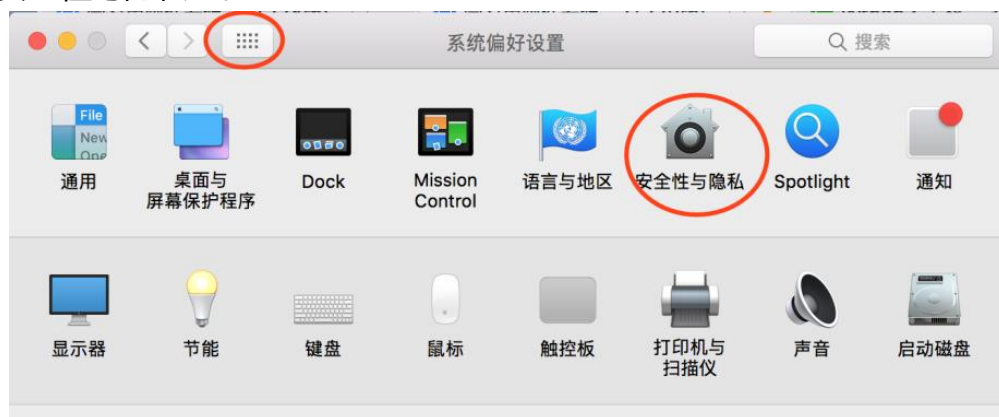 系统偏好设置
搜索
File
New
Ope
通用
桌面与
屏幕保护程序
Dock
Mission
Control
语言与地区
安全性与隐私
Spotlight
通知
显示器
节能
键盘
鼠标
触控板
打印机与
扫描仪
声音
启动磁盘